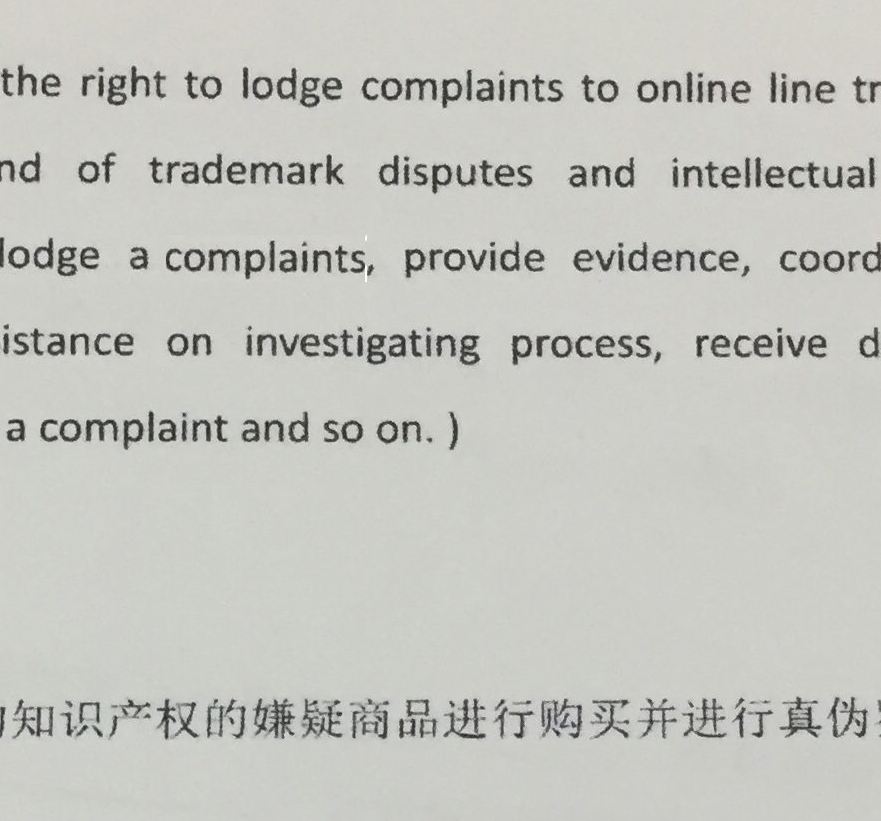 the right to lodge complaints to online line tr
nd of trademark disputes and intellectual
lodge a complaints, provide evidence, coord
istance on investigating process, receive d
a complaint and so on. )
知识产权的嫌疑商品进行购买并进行真伪